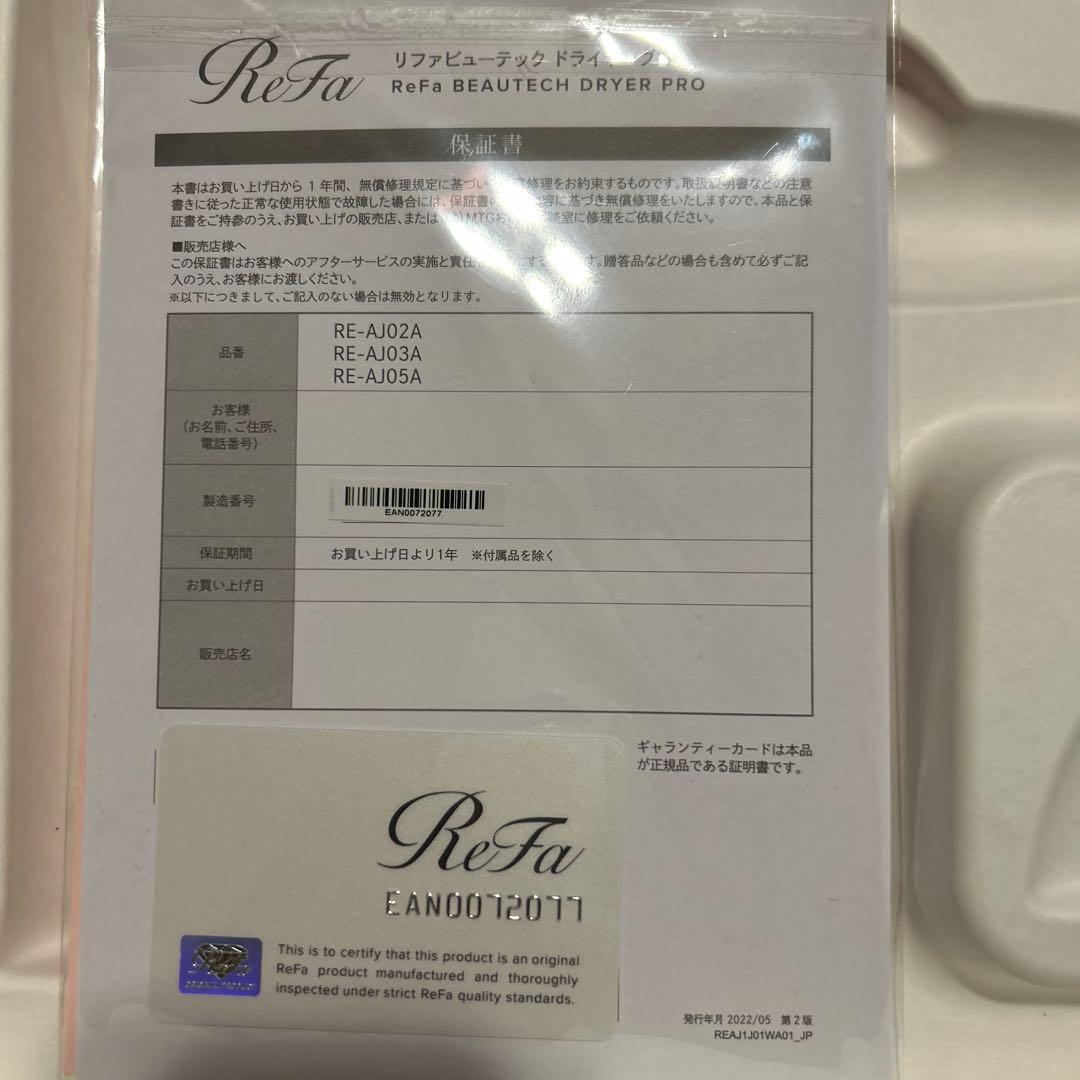 ReFa
リファビューテック ドライヤー プロ
ReFa BEAUTECH DRYER PRO
保証書
本書はお買い上げ日から 1 年間、無償修理規定に基づい 修理をお約束するものです。取扱説明書などの注意
書きに従った正常な使用状態で故障した場合には、保証書の 内容に基づき無償修理をいたしますので、本品と保
証書をご持参のうえ、お買い上げの販売店、または MTGお 談室に修理をご依頼ください。
■販売店様へ
この保証書はお客様へのアフターサービスの実施と責任 にする 。贈答品などの場合も含めて必ずご記
入のうえ、お客様にお渡しください。
※以下につきまして、ご記入のない場合は無効となります。
品番
RE-AJ02A
RE-AJ03A
RE-AJ05A
お客様
(お名前、ご住所、
電話番号)
製造番号
EAN0072077
保証期間
お買い上げ日より1年 ※付属品を除く
お買い上げ日
販売店名
ギャランティーカードは本品
が正規品である証明書です。
ReFa
EAN0072077
ReFa
ORIGINAL PRODUCT
This is to certify that this product is an original
ReFa product manufactured and thoroughly
inspected under strict ReFa quality standards.
発行年月 2022/05 第2版
REAJ1J01WA01_JP